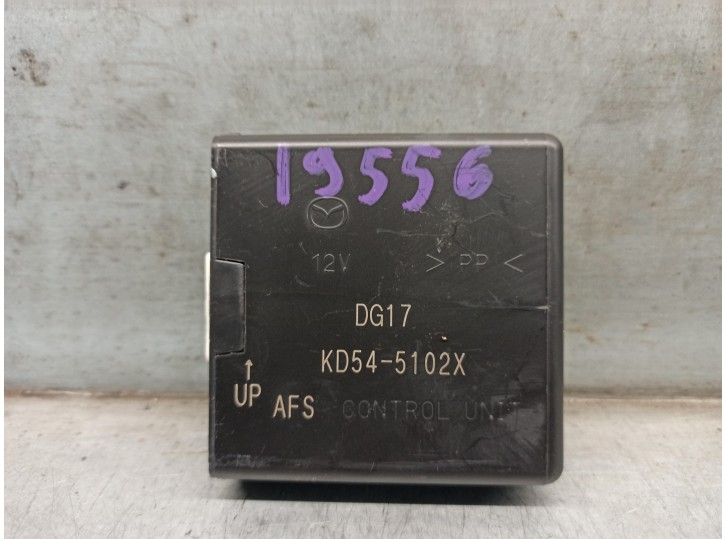 19556
12V >PP<
DG17
KD54-5102X
↑
UP
AFS CONTROL UNIT